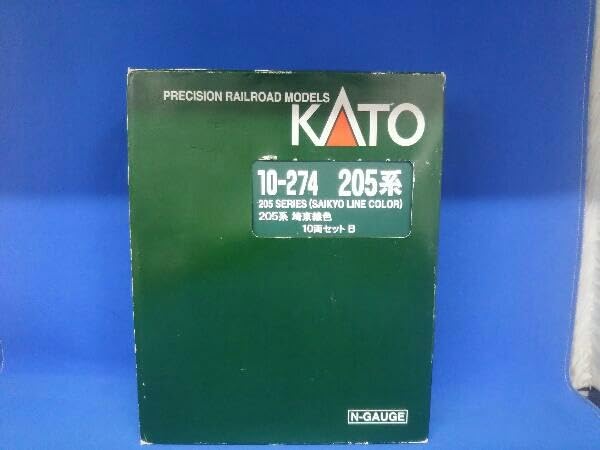 PRECISION RAILROAD MODELS
KATO
10-274 205系
205 SERIES (SAIKYO LINE COLOR)
205系 埼京線色
10両セット B
N-GAUGE